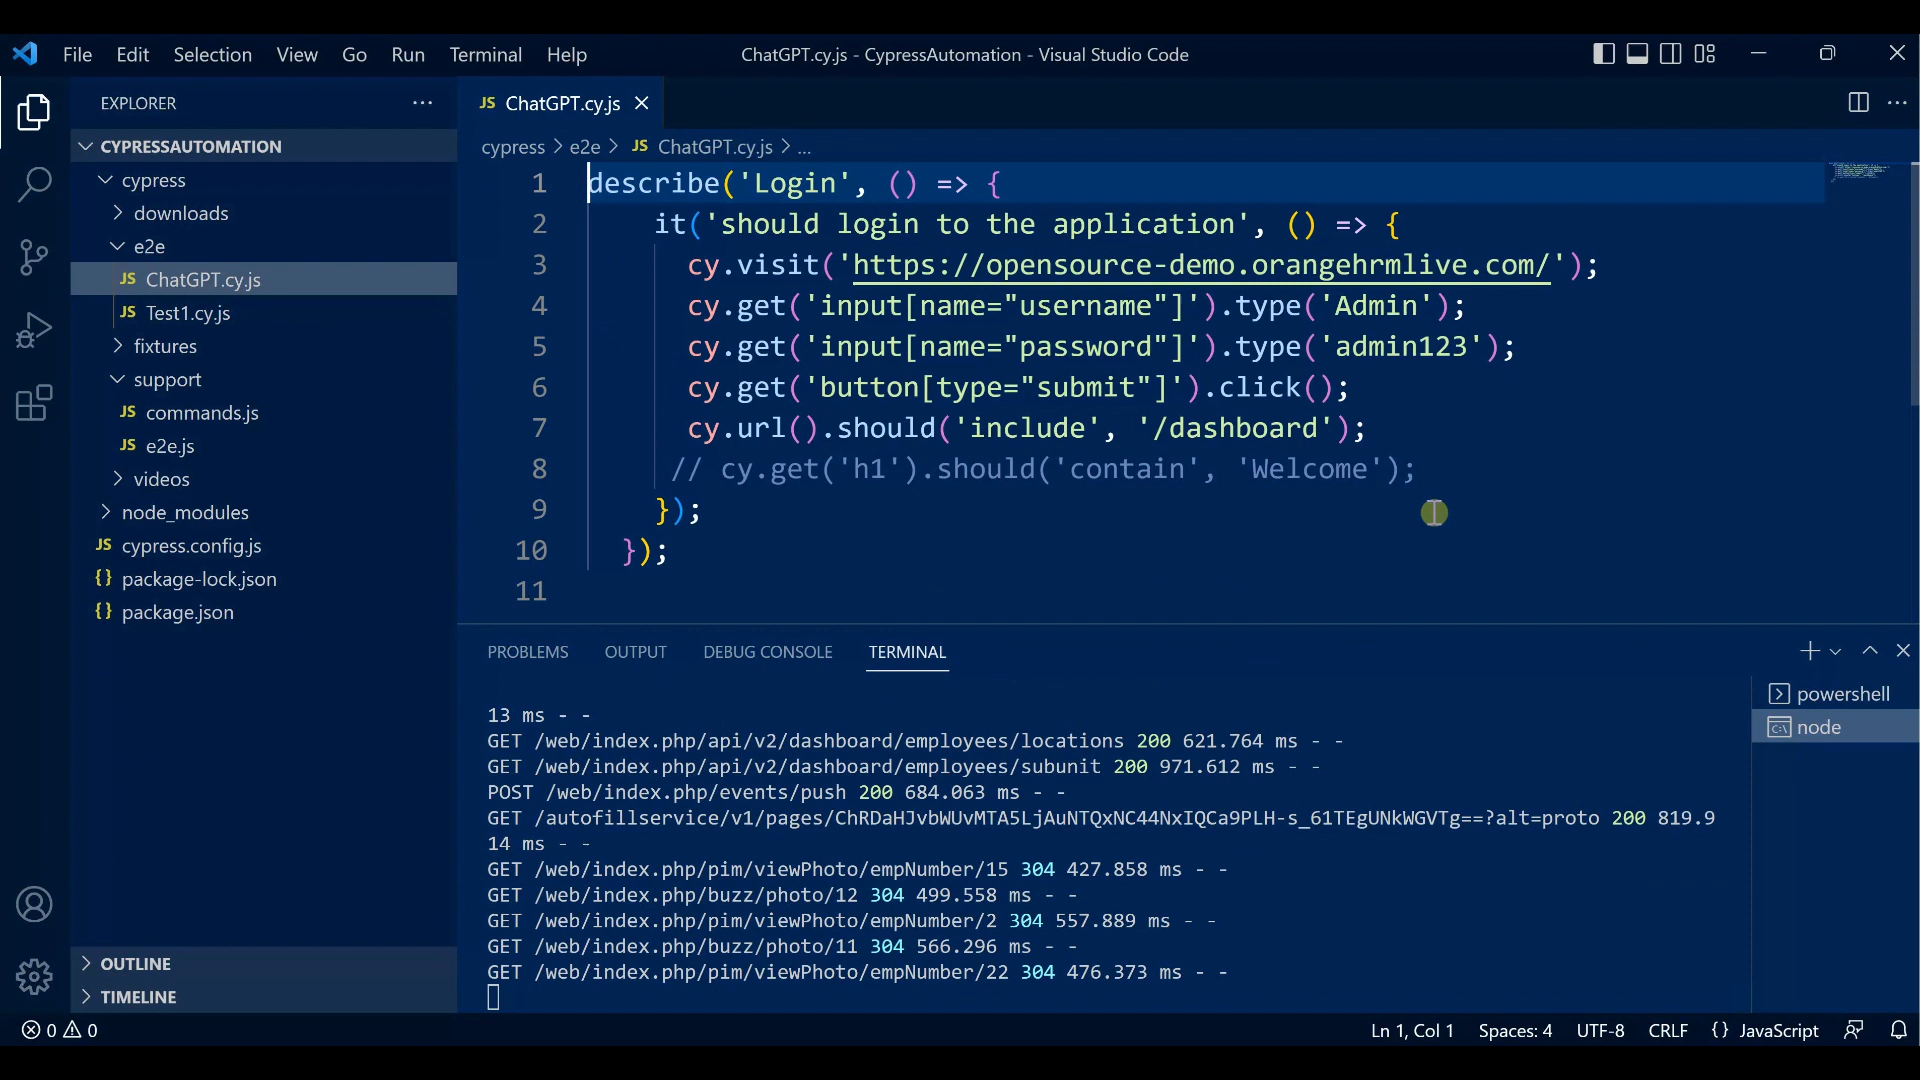 File Edit Selection View Go Run Terminal Help ChatGPT.cy.js - CypressAutomation - Visual Studio Code
EXPLORER
CYPRESSAUTOMATION
cypress
downloads
e2e
JS ChatGPT.cy.js
JS Test1.cy.js
fixtures
support
JS commands.js
JS e2e.js
videos
node_modules
JS cypress.config.js
{} package-lock.json
{} package.json
OUTLINE
TIMELINE
JS ChatGPT.cy.js
cypress > e2e > JS ChatGPT.cy.js > ...
1 describe('Login', () => {
2 it('should login to the application', () => {
3 cy.visit('https://opensource-demo.orangehrmlive.com/');
4 cy.get('input[name="username"]').type('Admin');
5 cy.get('input[name="password"]').type('admin123');
6 cy.get('button[type="submit"]').click();
7 cy.url().should('include', '/dashboard');
8 // cy.get('h1').should('contain', 'Welcome');
9 });
10 });
11
PROBLEMS OUTPUT DEBUG CONSOLE TERMINAL
13 ms - -
GET /web/index.php/api/v2/dashboard/employees/locations 200 621.764 ms - -
GET /web/index.php/api/v2/dashboard/employees/subunit 200 971.612 ms - -
POST /web/index.php/events/push 200 684.063 ms - -
GET /autofillservice/v1/pages/ChRDaHJvbWUvMTA5LjAuNTQxNC44NxIQCa9PLH-s_61TEgUNkWGVTg==?alt=proto 200 819.9
14 ms - -
GET /web/index.php/pim/viewPhoto/empNumber/15 304 427.858 ms - -
GET /web/index.php/buzz/photo/12 304 499.558 ms - -
GET /web/index.php/pim/viewPhoto/empNumber/2 304 557.889 ms - -
GET /web/index.php/buzz/photo/11 304 566.296 ms - -
GET /web/index.php/pim/viewPhoto/empNumber/22 304 476.373 ms - -
powershell
node
0 0 Ln 1, Col 1 Spaces: 4 UTF-8 CRLF {} JavaScript